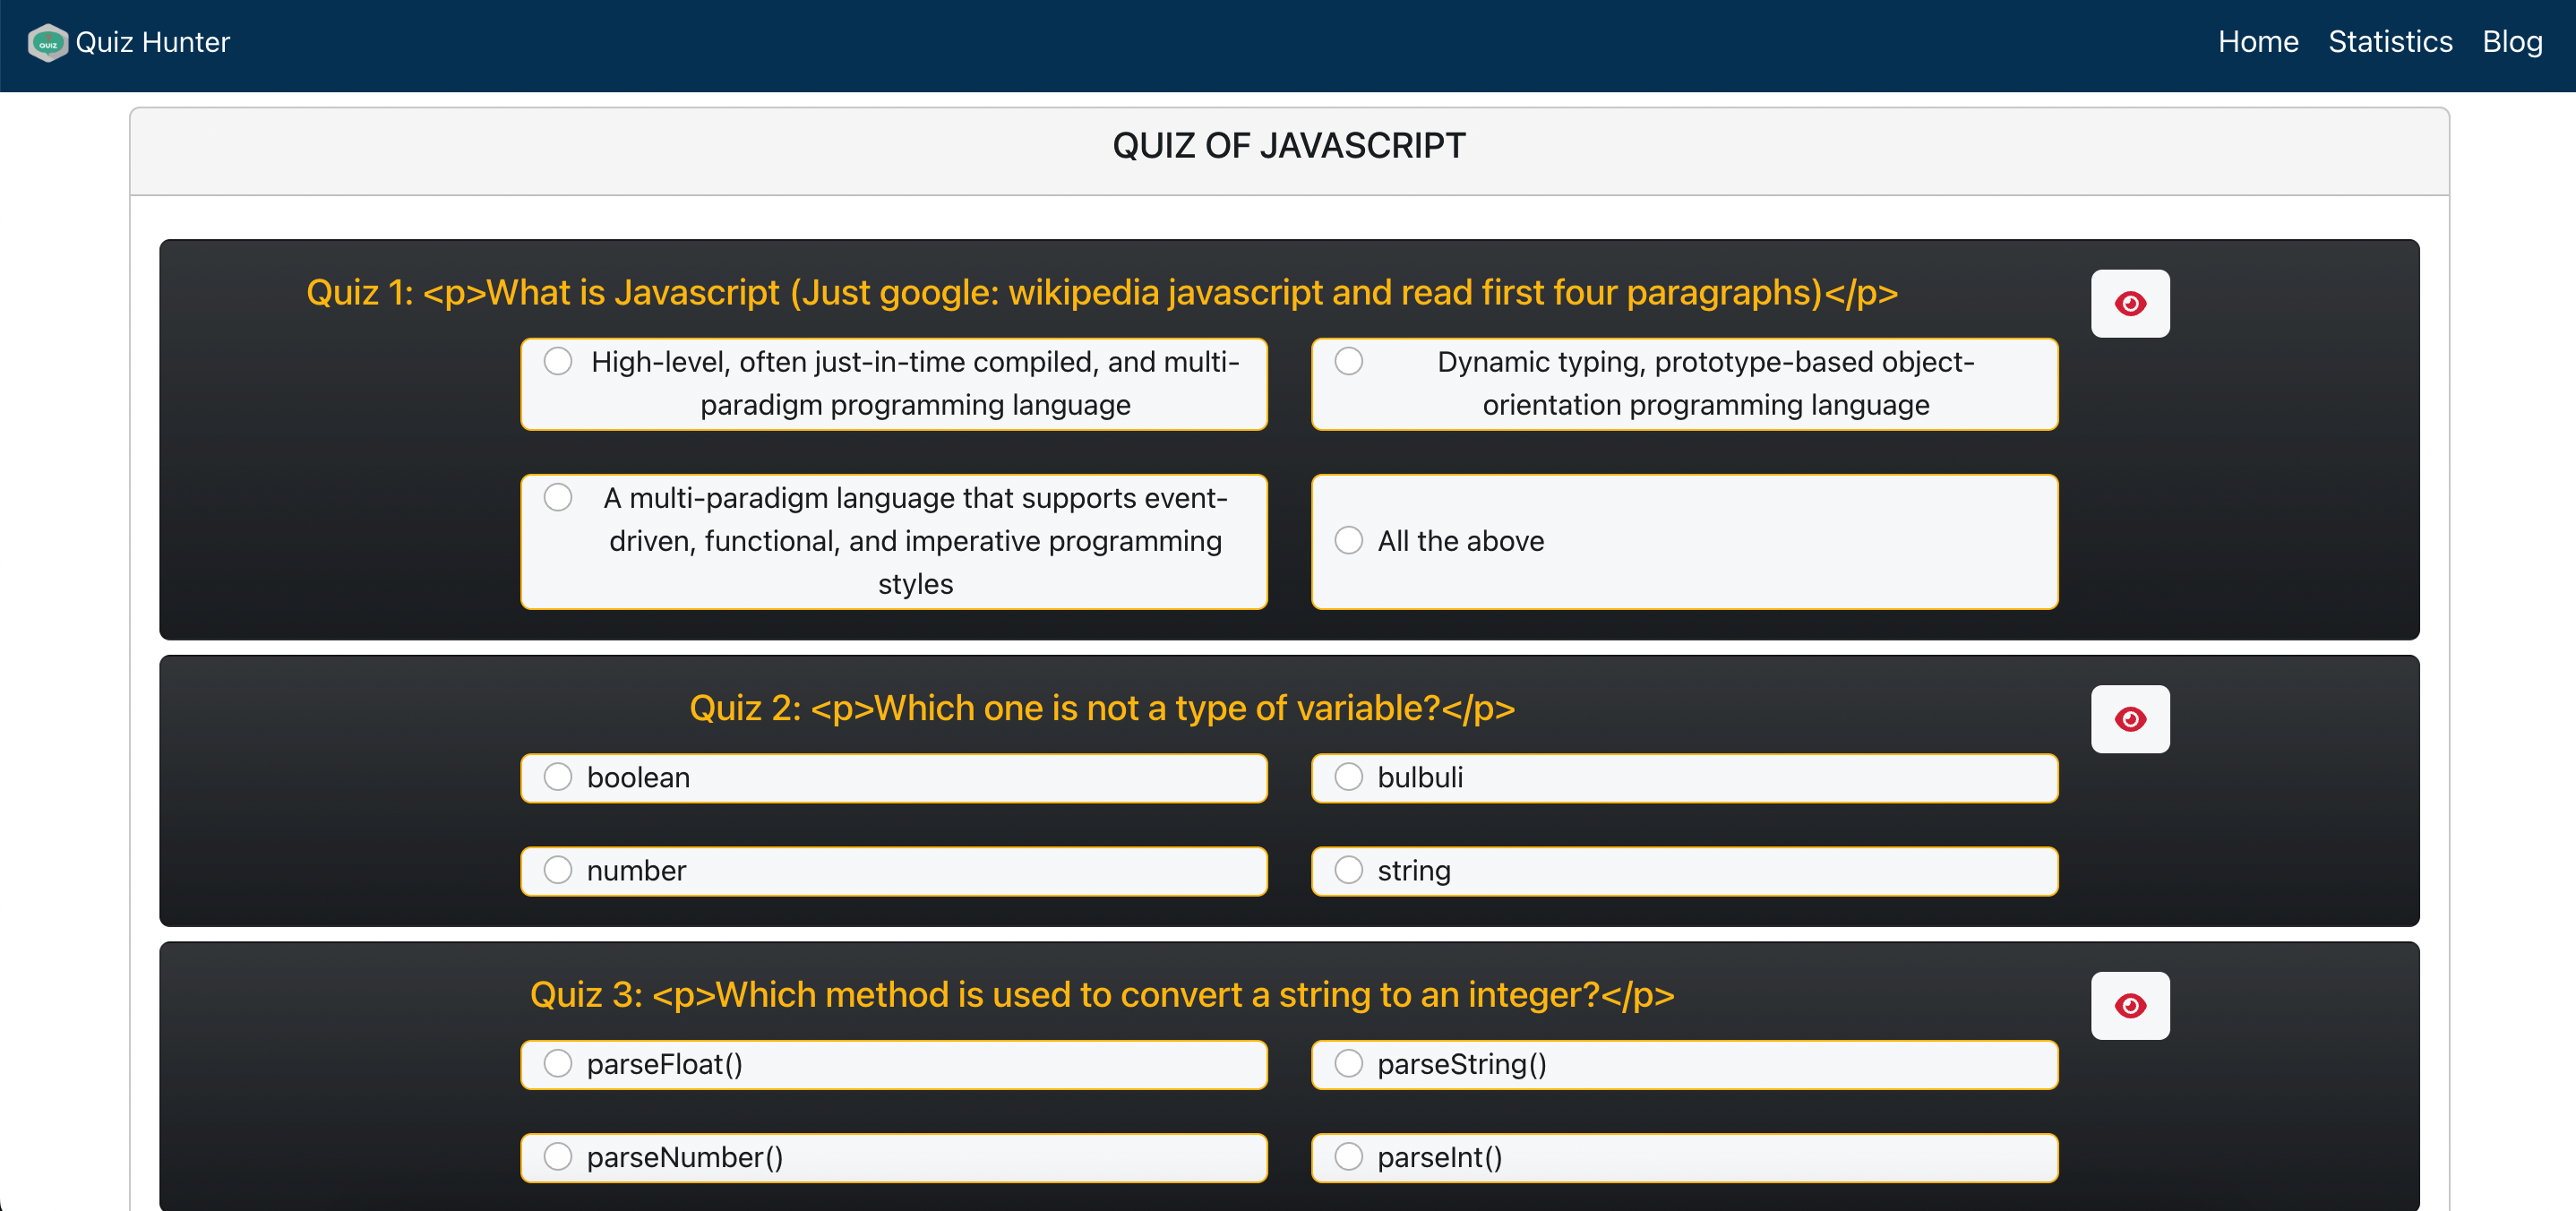 QUIZ
Quiz Hunter
Home Statistics Blog
QUIZ OF JAVASCRIPT
Quiz 1: <p>What is Javascript (Just google: wikipedia javascript and read first four paragraphs)</p>
High-level, often just-in-time compiled, and multi-
paradigm programming language
Dynamic typing, prototype-based object-
orientation programming language
A multi-paradigm language that supports event-
driven, functional, and imperative programming
styles
All the above
Quiz 2: <p>Which one is not a type of variable?</p>
boolean
bulbuli
number
string
Quiz 3: <p>Which method is used to convert a string to an integer?</p>
parseFloat()
parseString()
parseNumber()
parseInt()